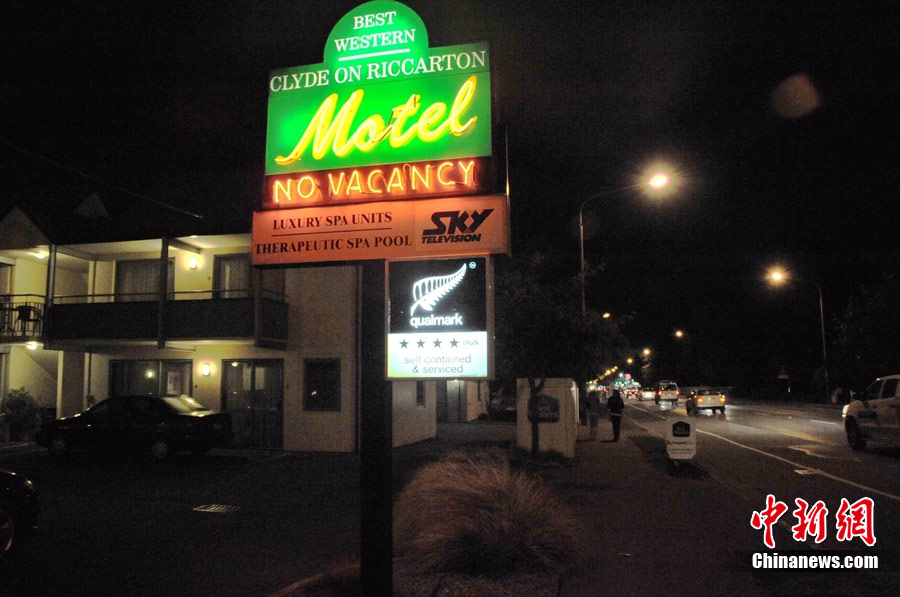 BEST
WESTERN
CLYDE ON RICCARTON
Motel
NO VACANCY
LUXURY SPA UNITS
THERAPEUTIC SPA POOL
SKY
TELEVISION
TM
qualmark
★★★★ plus
self contained
& serviced
中新网
Chinanews.com